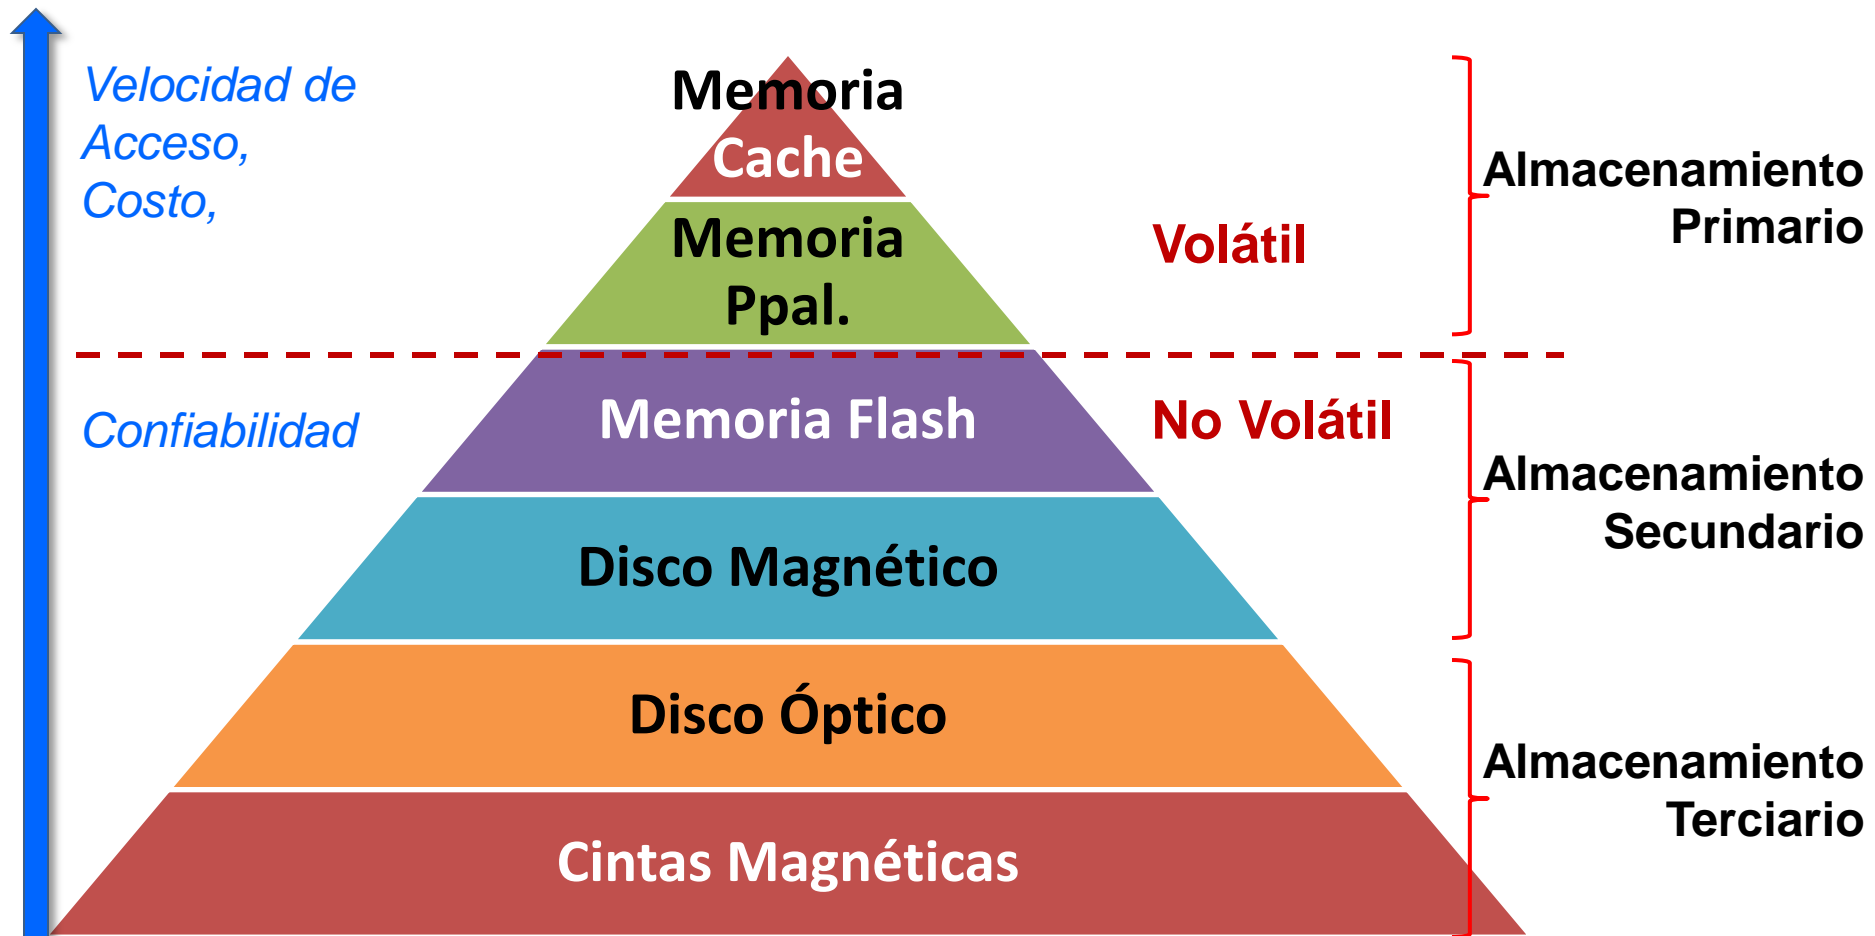 Velocidad de
Acceso,
Costo,
Confiabilidad
Memoria
Cache
Memoria
Ppal.
Memoria Flash
Disco Magnético
Disco Óptico
Cintas Magnéticas
Volátil
No Volátil
Almacenamiento
Primario
Almacenamiento
Secundario
Almacenamiento
Terciario